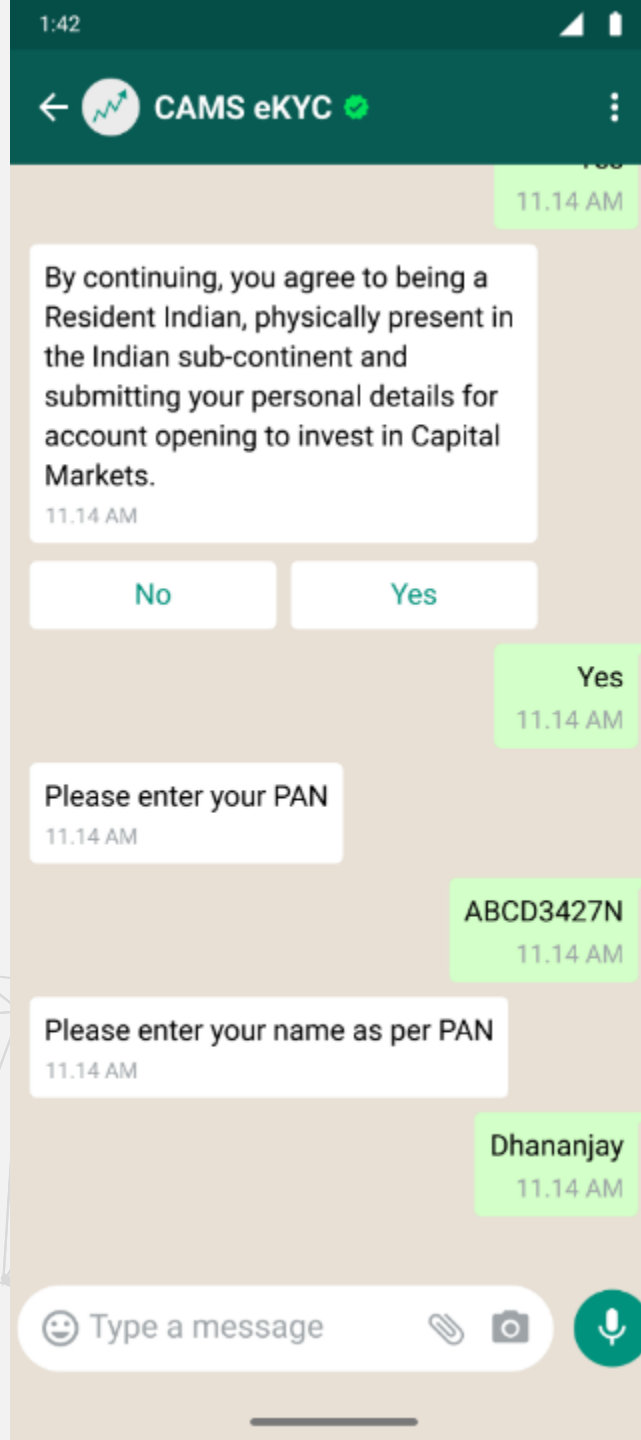 1:42
CAMS eKYC
11.14 AM
By continuing, you agree to being a
Resident Indian, physically present in
the Indian sub-continent and
submitting your personal details for
account opening to invest in Capital
Markets.
11.14 AM
No Yes
Yes
11.14 AM
Please enter your PAN
11.14 AM
ABCD3427N
11.14 AM
Please enter your name as per PAN
11.14 AM
Dhananjay
11.14 AM
Type a message